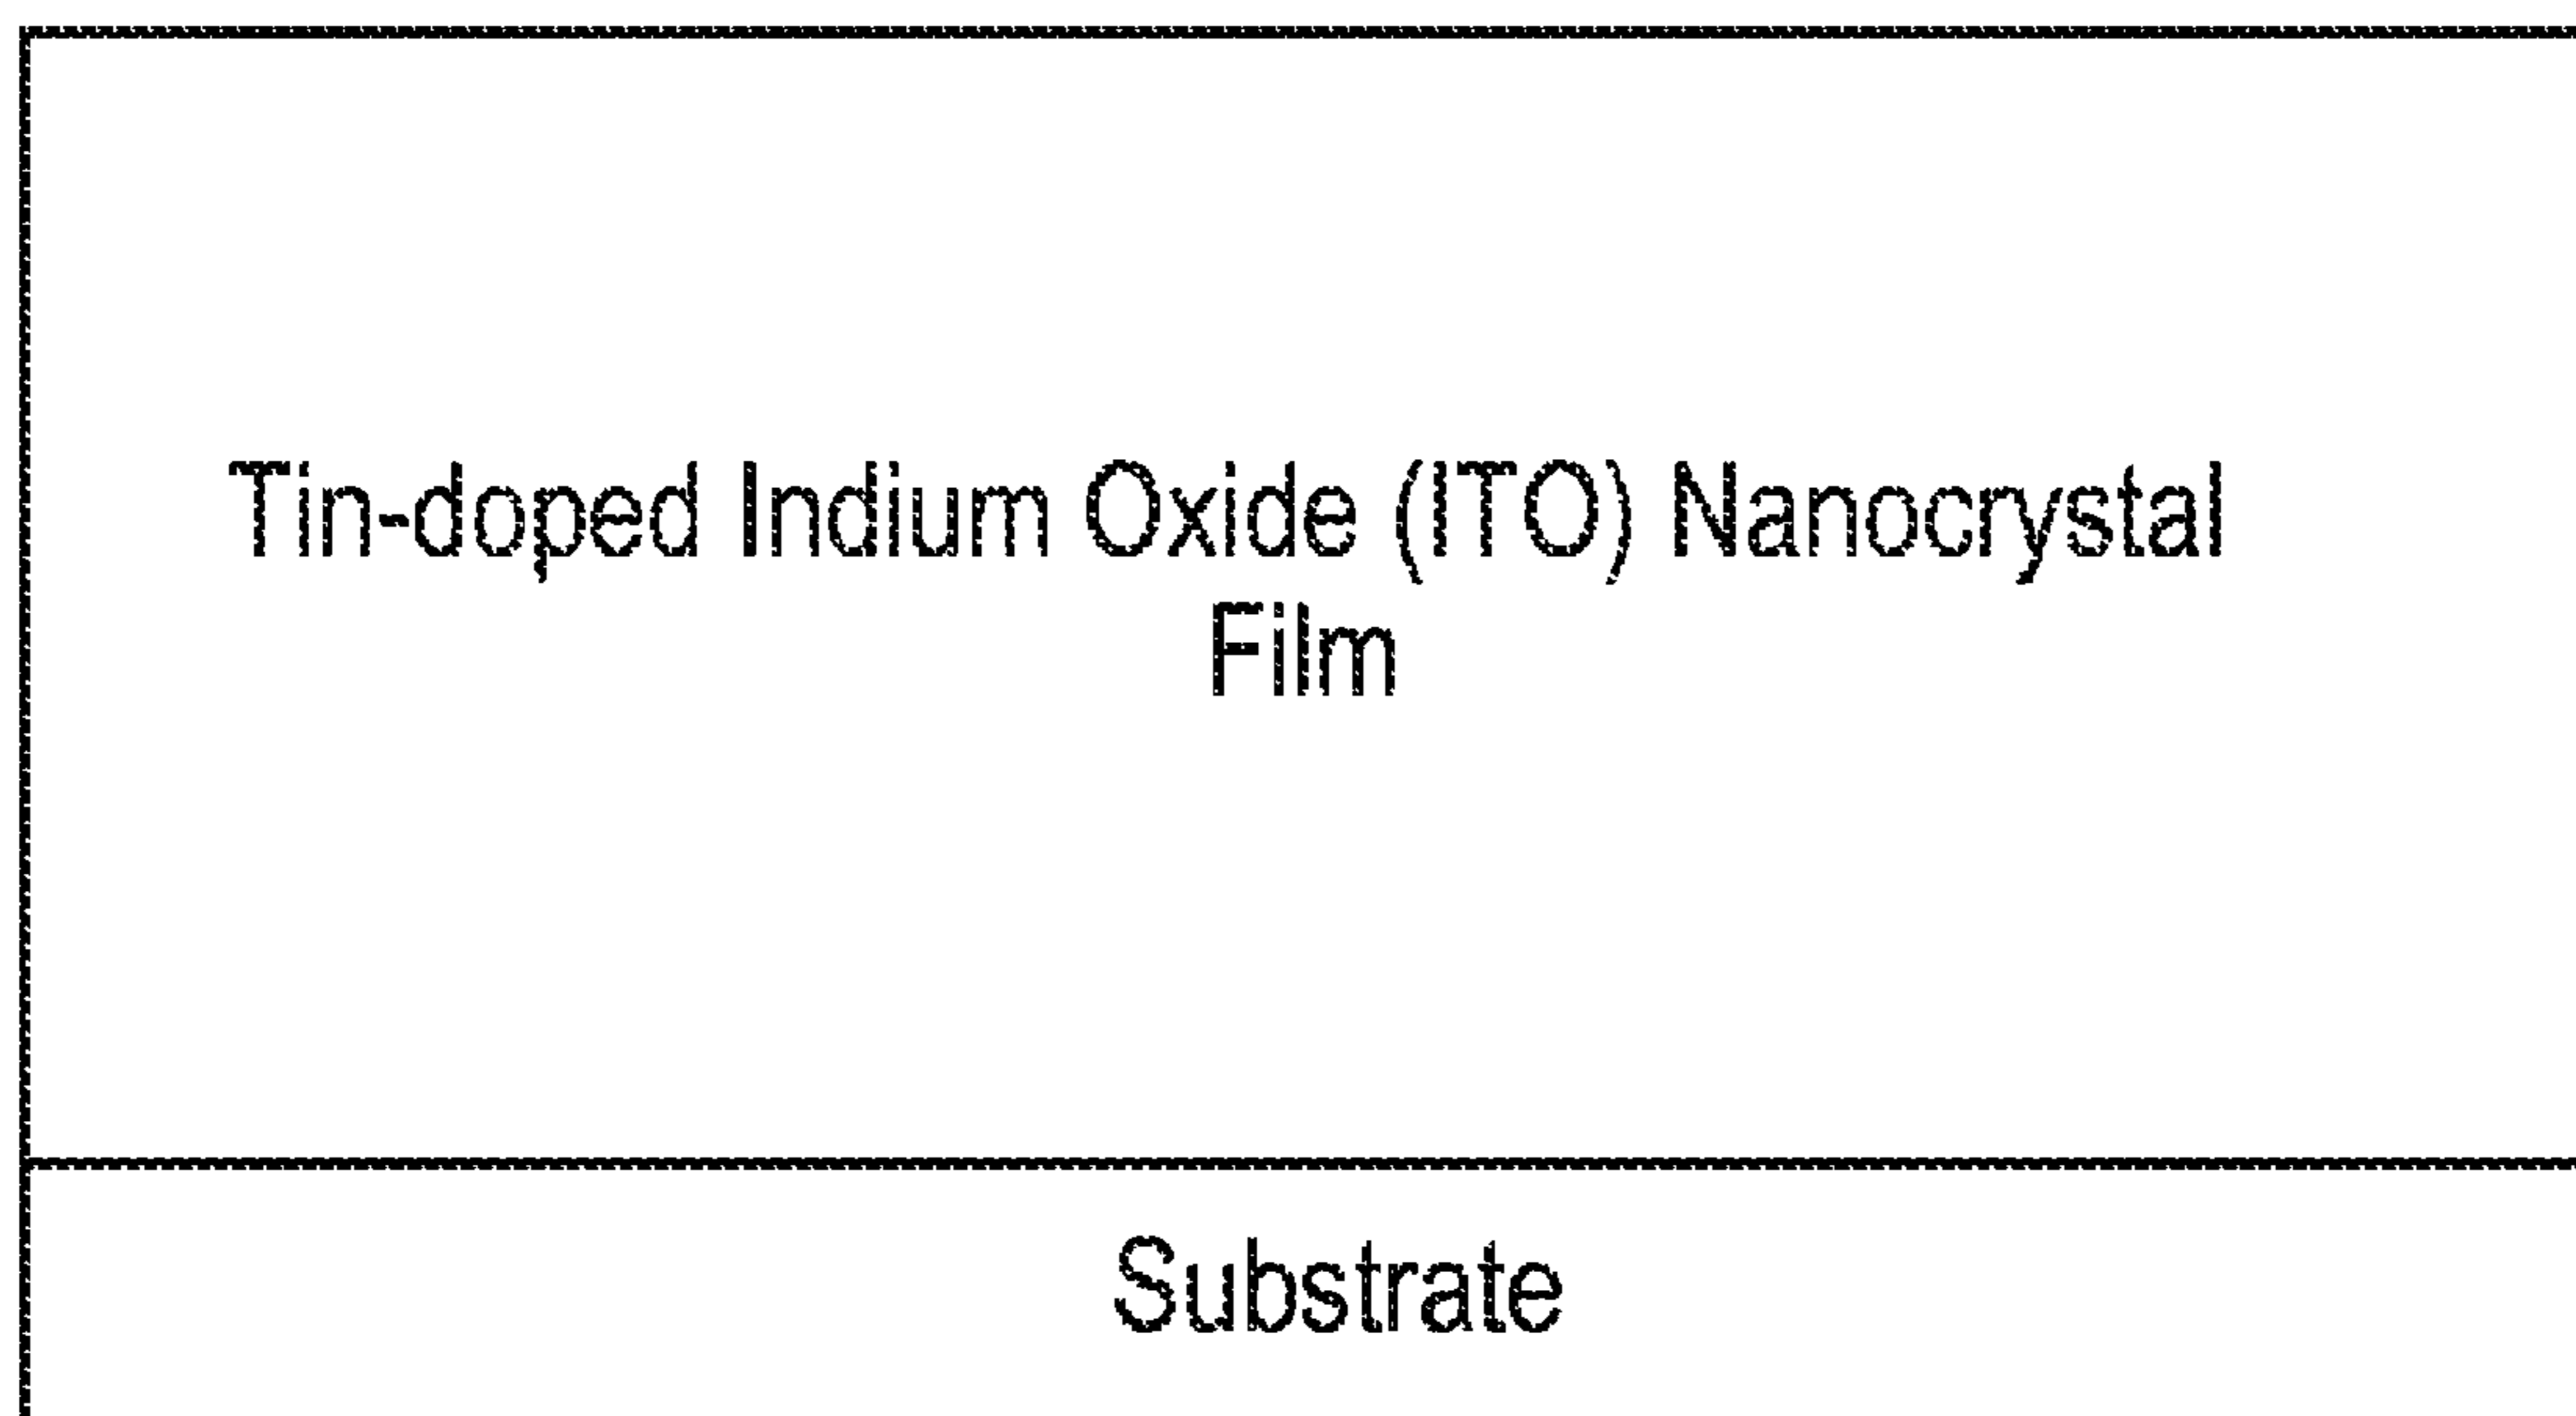 Tin-doped Indium Oxide (ITO) Nanocrystal
Film
Substrate